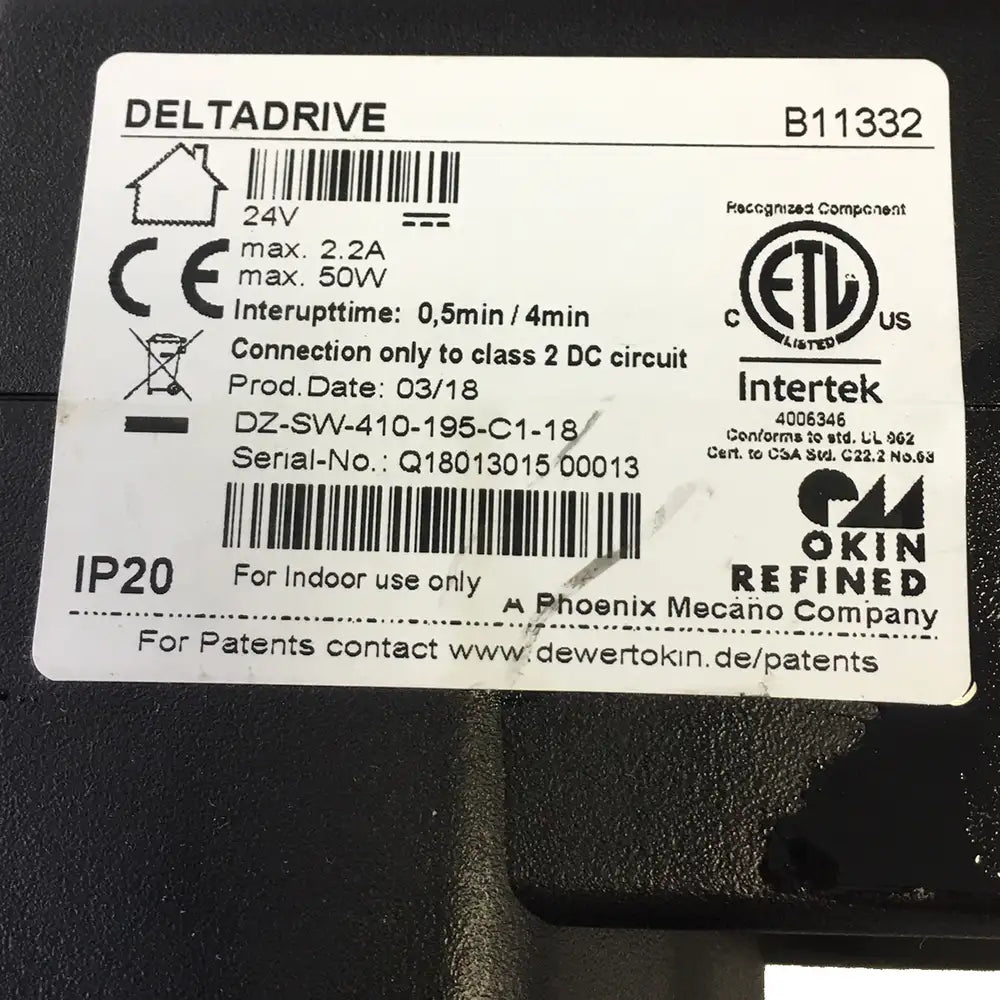 DELTADRIVE
B11332
24V
max. 2.2A
max. 50W
Interupttime: 0,5min / 4min
Connection only to class 2 DC circuit
Prod.Date: 03/18
DZ-SW-410-195-C1-18
Serial-No.: Q18013015 00013
For Indoor use only
IP20
CE
Recognized Component
ETL
C US
LISTED
Intertek
4006346
Conforms to std. UL 962
Cert. to CSA Std. C22.2 No.68
OKIN
REFINED
A Phoenix Mecano Company
For Patents contact www.dewertokin.de/patents